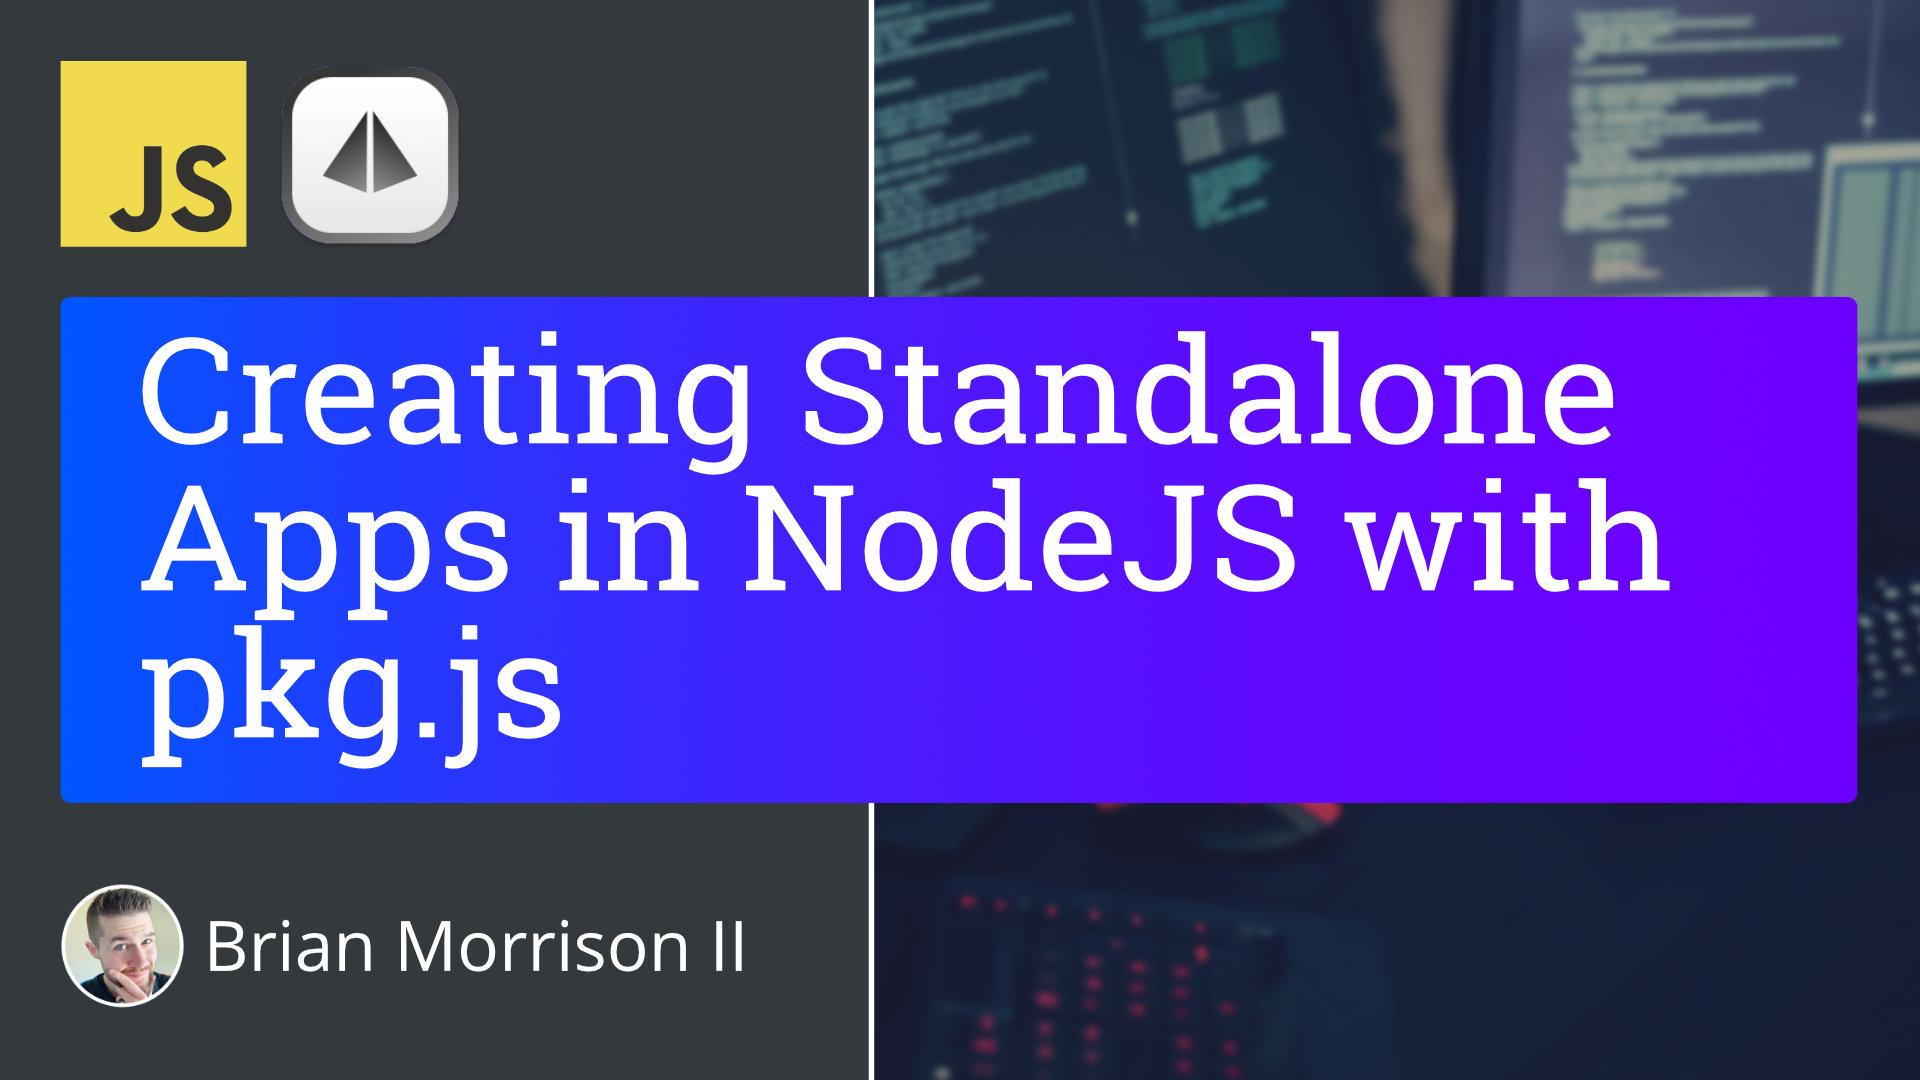 JS
Creating Standalone
Apps in NodeJS with
pkg.js
Brian Morrison II